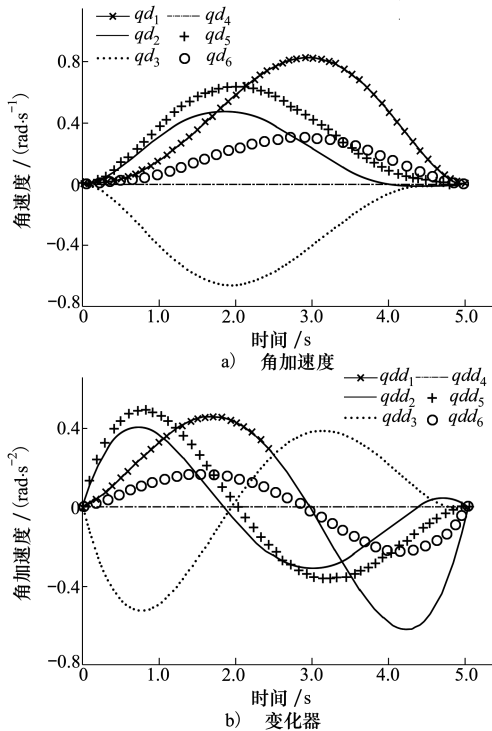 qd₁ qd₄
qd₂ qd₅
qd₃ qd₆
角速度/(rad·s⁻¹)
0.8
0.4
0
−0.4
−0.8
0 1.0 2.0 3.0 4.0 5.0
时间/s
a) 角加速度
qdd₁ qdd₄
qdd₂ qdd₅
qdd₃ qdd₆
角加速度/(rad·s⁻²)
0.4
0
−0.4
−0.8
0 1.0 2.0 3.0 4.0 5.0
时间/s
b) 变化器